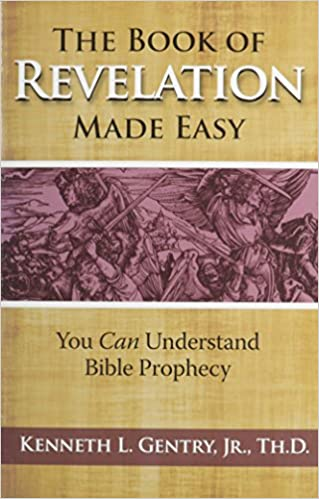 THE BOOK OF
REVELATION
MADE EASY
You Can Understand
Bible Prophecy
KENNETH L. GENTRY, JR., TH.D.